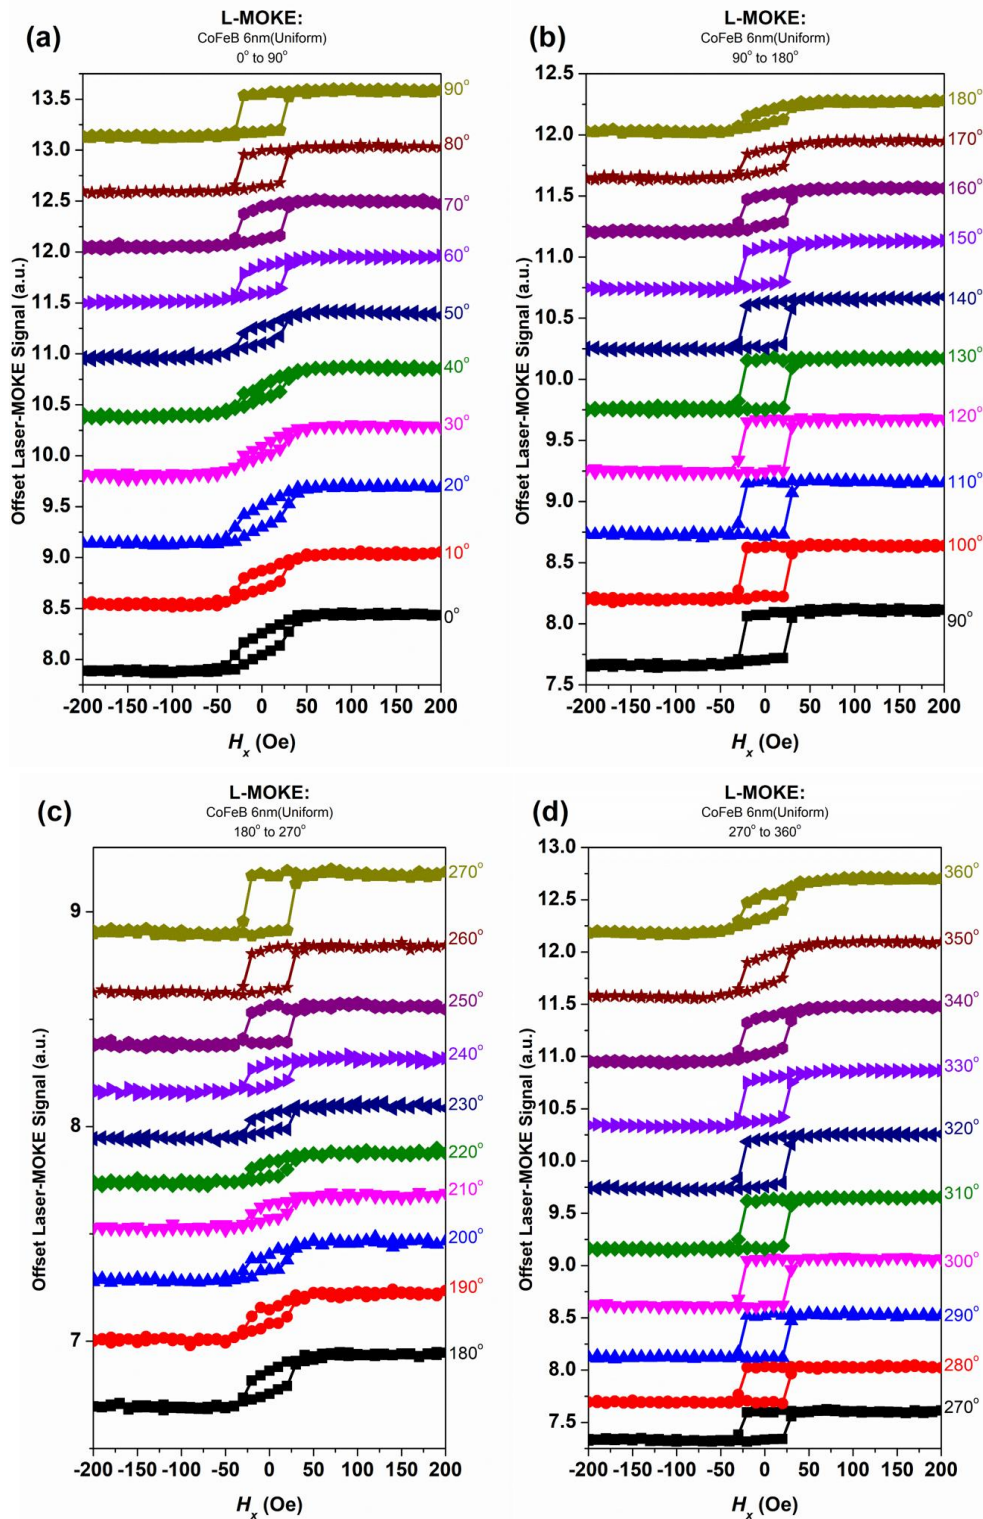 (a)
L-MOKE:
CoFeB 6nm(Uniform)
0° to 90°
Offset Laser-MOKE Signal (a.u.)
13.5
13.0
12.5
12.0
11.5
11.0
10.5
10.0
9.5
9.0
8.5
8.0
90°
80°
70°
60°
50°
40°
30°
20°
10°
0°
-200 -150 -100 -50 0 50 100 150 200
Hx (Oe)
(b)
L-MOKE:
CoFeB 6nm(Uniform)
90° to 180°
Offset Laser-MOKE Signal (a.u.)
12.5
12.0
11.5
11.0
10.5
10.0
9.5
9.0
8.5
8.0
7.5
180°
170°
160°
150°
140°
130°
120°
110°
100°
90°
-200 -150 -100 -50 0 50 100 150 200
Hx (Oe)
(c)
L-MOKE:
CoFeB 6nm(Uniform)
180° to 270°
Offset Laser-MOKE Signal (a.u.)
9
8
7
270°
260°
250°
240°
230°
220°
210°
200°
190°
180°
-200 -150 -100 -50 0 50 100 150 200
Hx (Oe)
(d)
L-MOKE:
CoFeB 6nm(Uniform)
270° to 360°
Offset Laser-MOKE Signal (a.u.)
13.0
12.5
12.0
11.5
11.0
10.5
10.0
9.5
9.0
8.5
8.0
7.5
360°
350°
340°
330°
320°
310°
300°
290°
280°
270°
-200 -150 -100 -50 0 50 100 150 200
Hx (Oe)